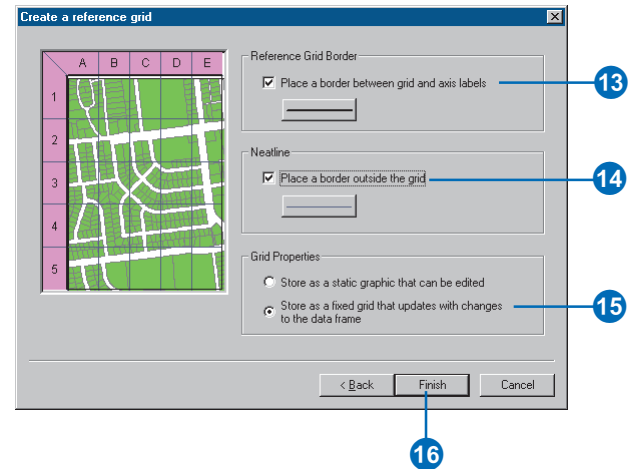 Create a reference grid
A B C D E
1
2
3
4
5
Reference Grid Border
Place a border between grid and axis labels
13
Neatline
Place a border outside the grid
14
Grid Properties
Store as a static graphic that can be edited
Store as a fixed grid that updates with changes
to the data frame
15
< Back Finish Cancel
16